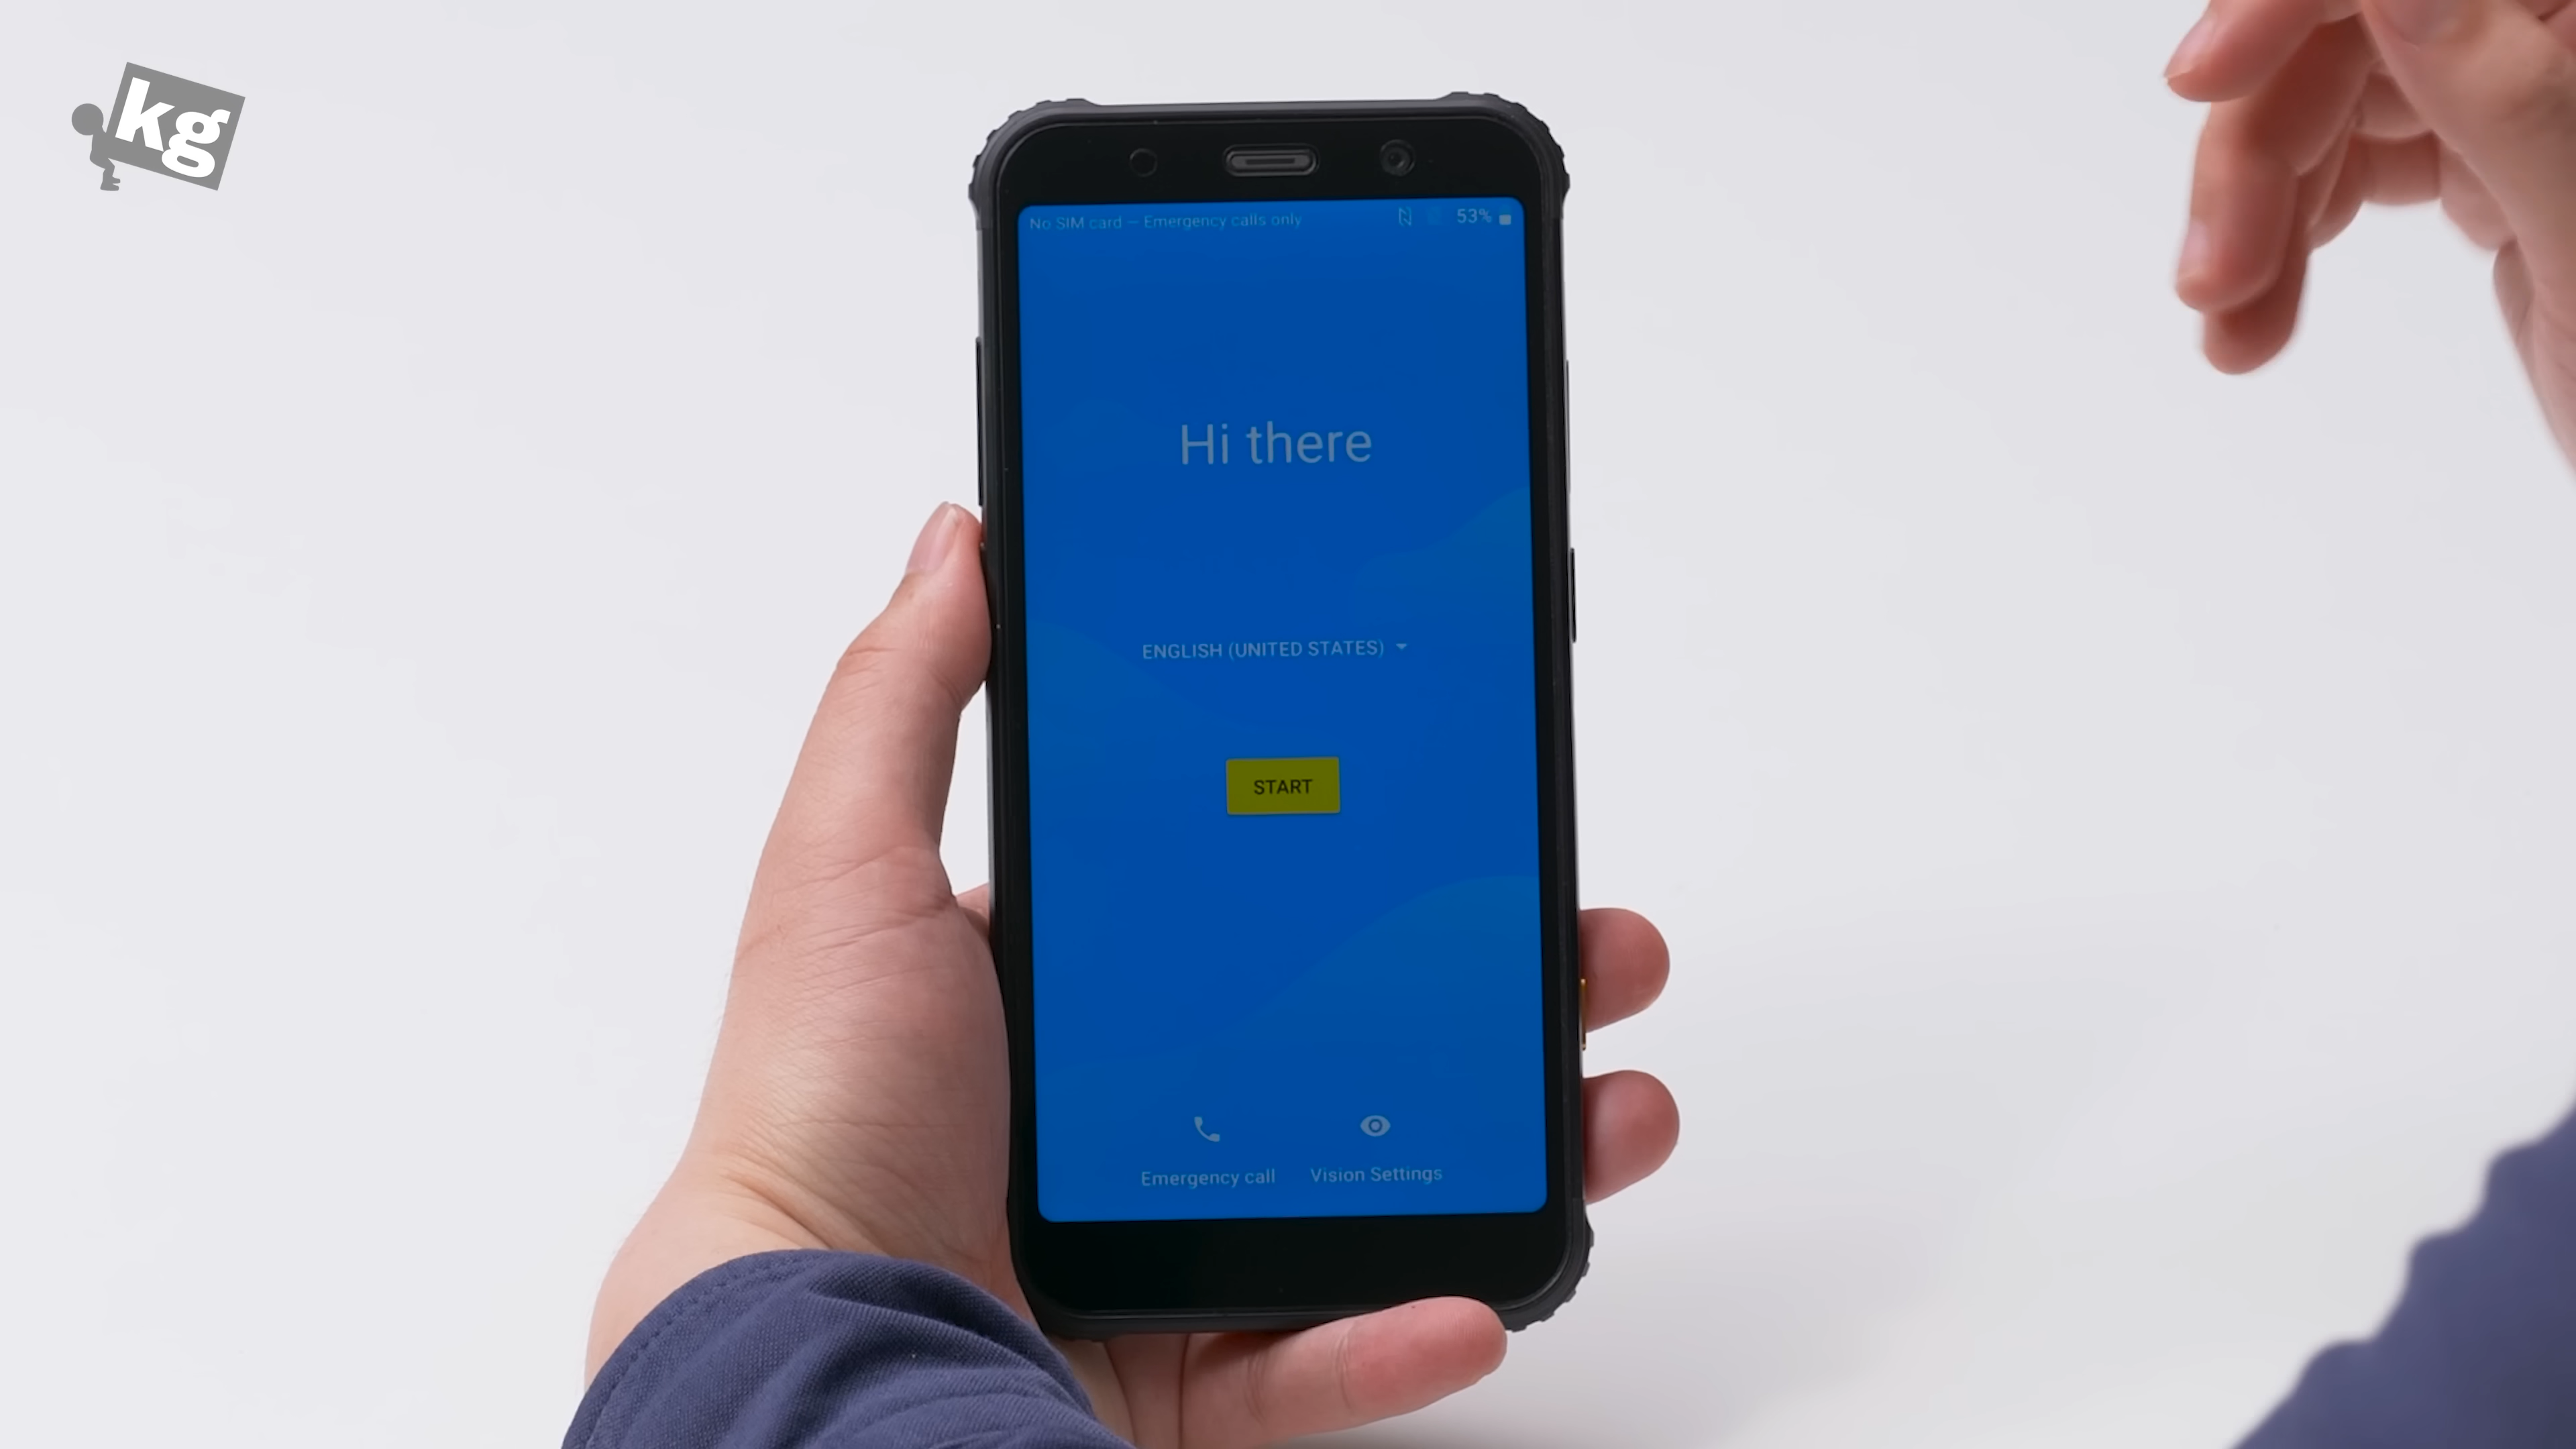 kg
No SIM card — Emergency calls only
53%
Hi there
ENGLISH (UNITED STATES)
START
Emergency call
Vision Settings